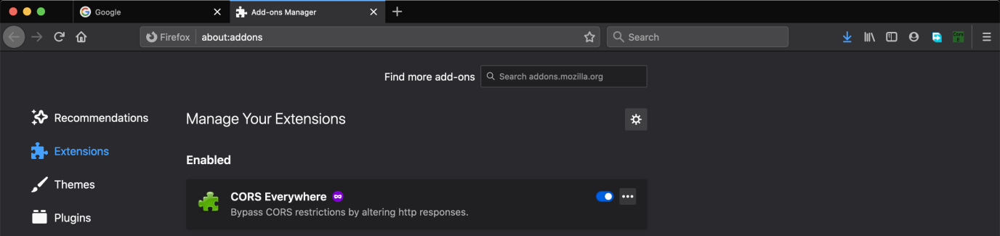 Google
Add-ons Manager
Firefox
about:addons
Search
CorS
E
Find more add-ons
Search addons.mozilla.org
Recommendations
Manage Your Extensions
Extensions
Enabled
Themes
CORS Everywhere
Bypass CORS restrictions by altering http responses.
Plugins